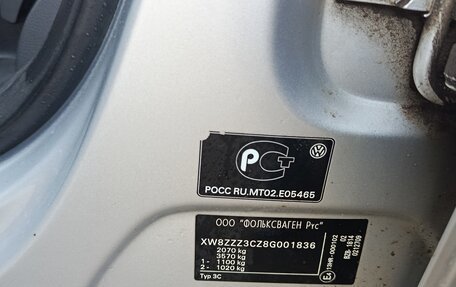 РСТ
РОСС RU.MT02.E05465
ООО "ФОЛЬКСВАГЕН Рус"
XW8ZZZ3CZ8G001836
2070 kg
3570 kg
1 - 1100 kg
2 - 1020 kg
Typ 3C